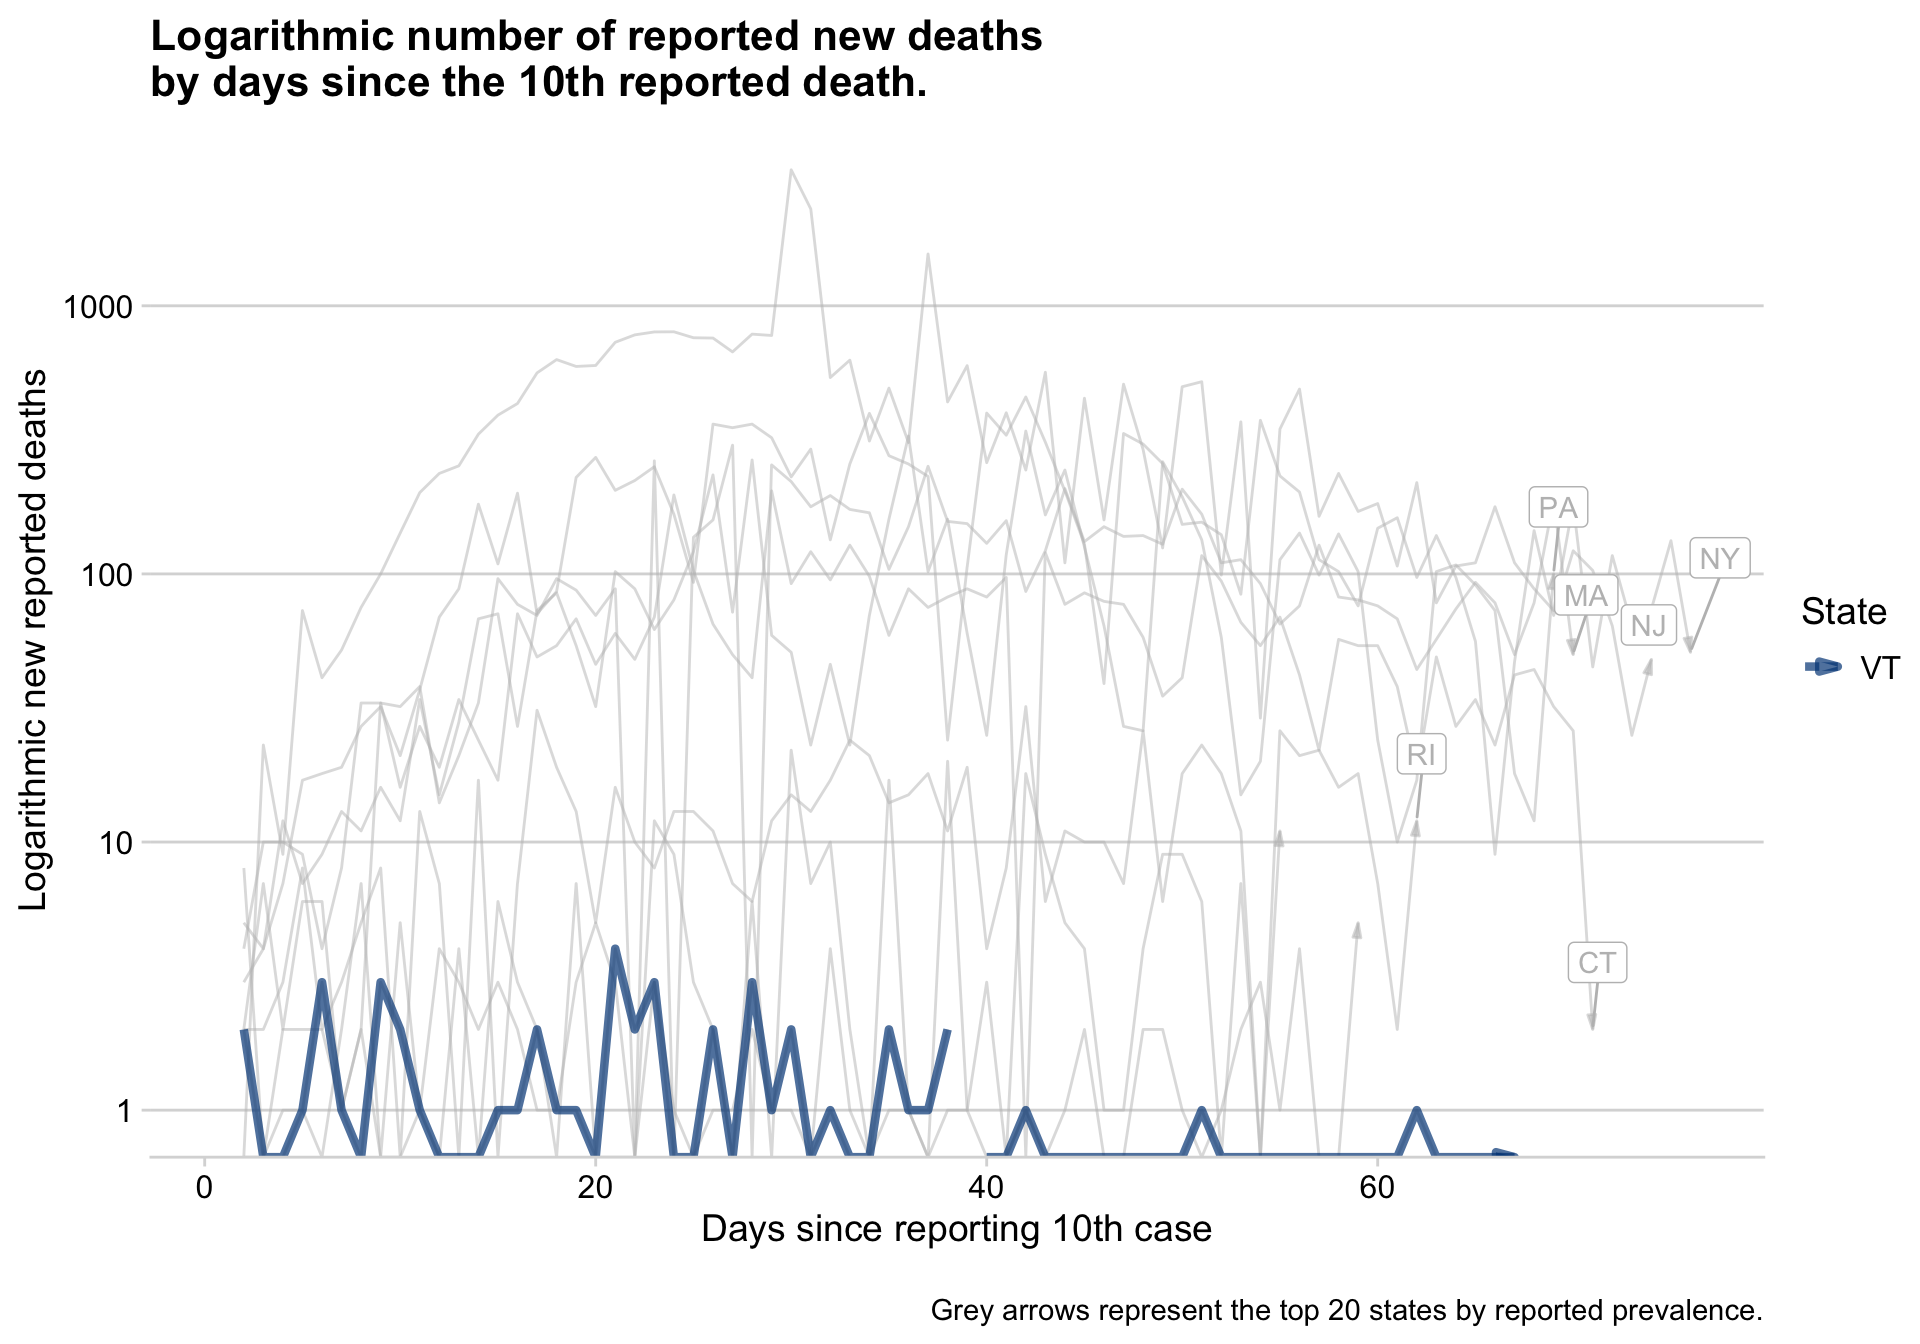 Logarithmic number of reported new deaths
by days since the 10th reported death.
Logarithmic new reported deaths
1000
100
10
1
PA
NY
MA
NJ
RI
CT
State
VT
0
20
40
60
Days since reporting 10th case
Grey arrows represent the top 20 states by reported prevalence.